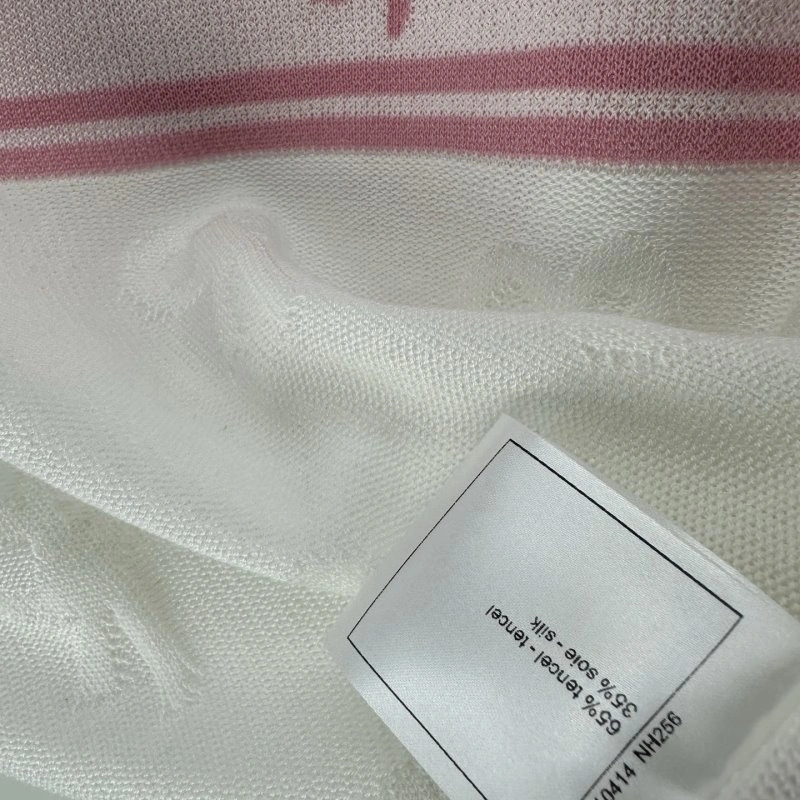 65% tencel - tencel
35% soie - silk
0414 NH256